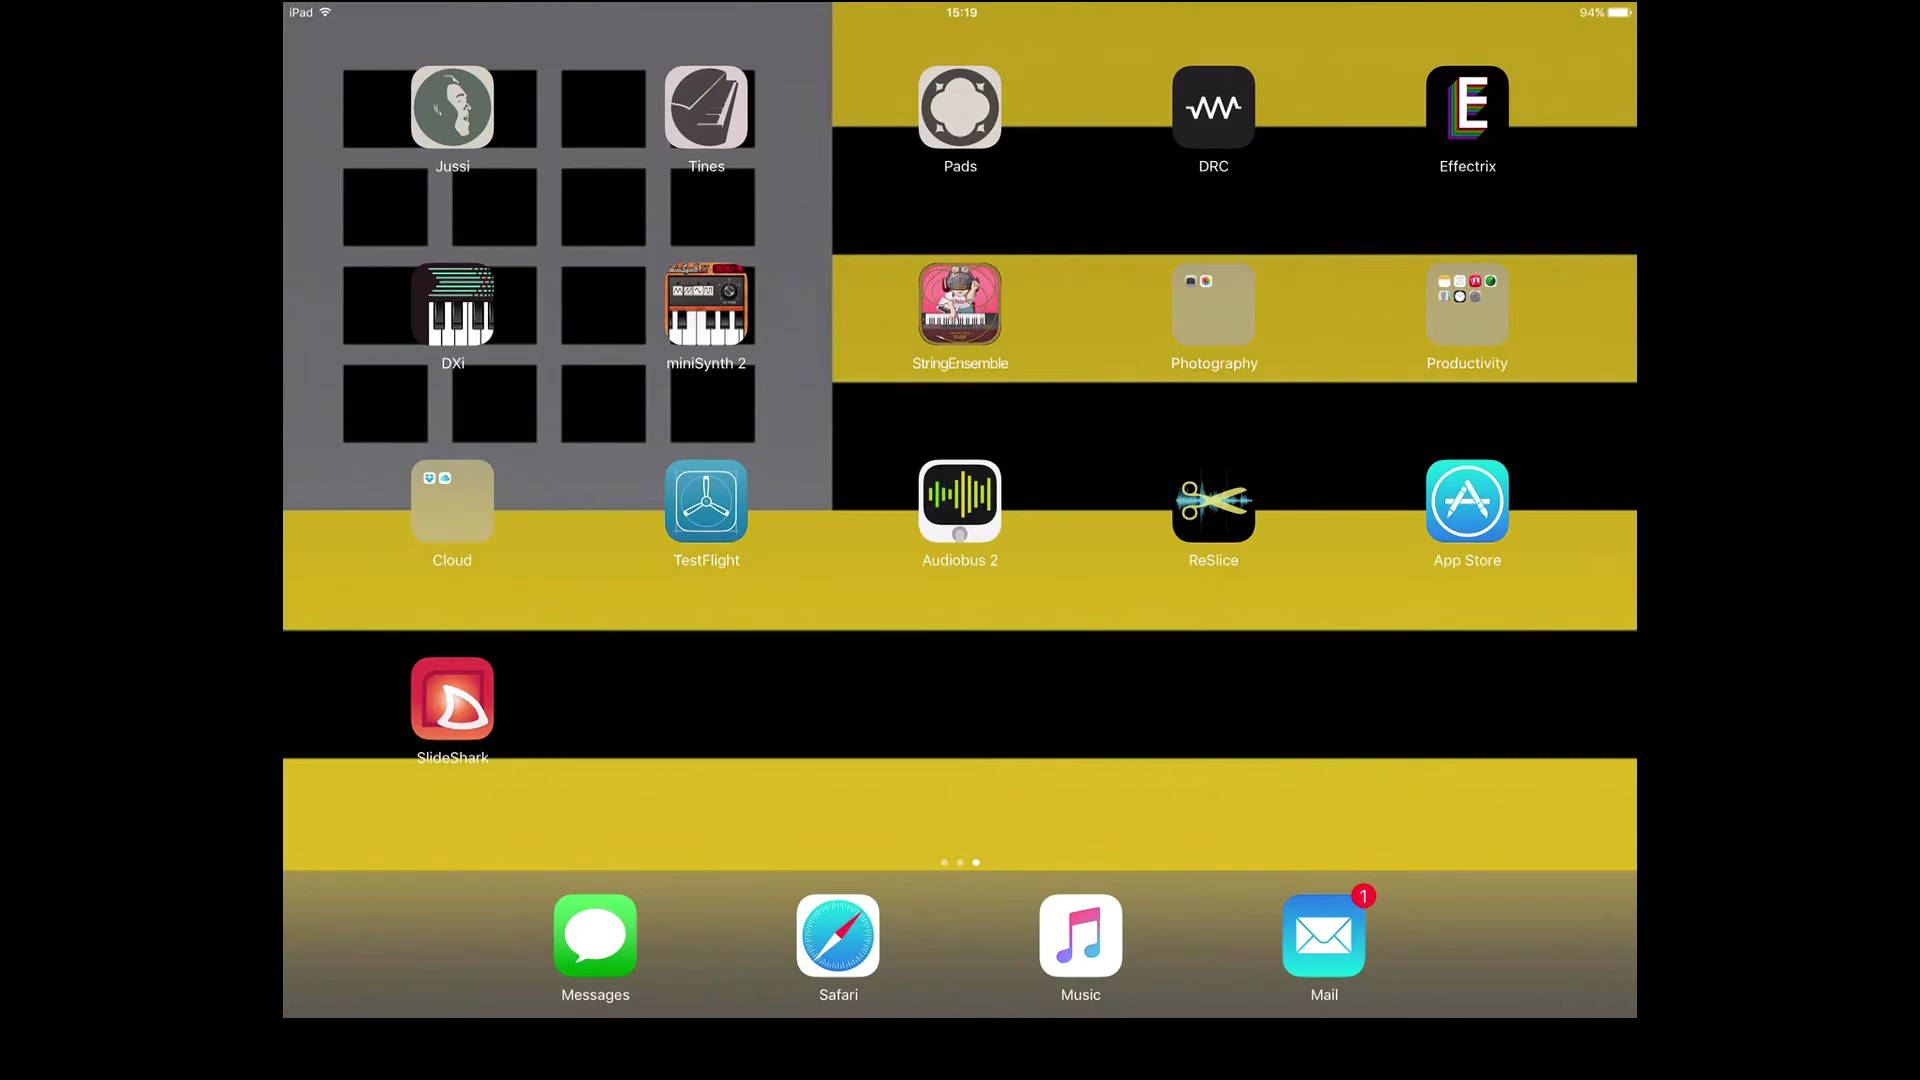 iPad
15:19
94%
Jussi
Tines
Pads
DRC
E
Effectrix
DXi
miniSynth 2
StringEnsemble
Photography
Productivity
Cloud
TestFlight
Audiobus 2
ReSlice
App Store
SlideShark
1
Messages
Safari
Music
Mail